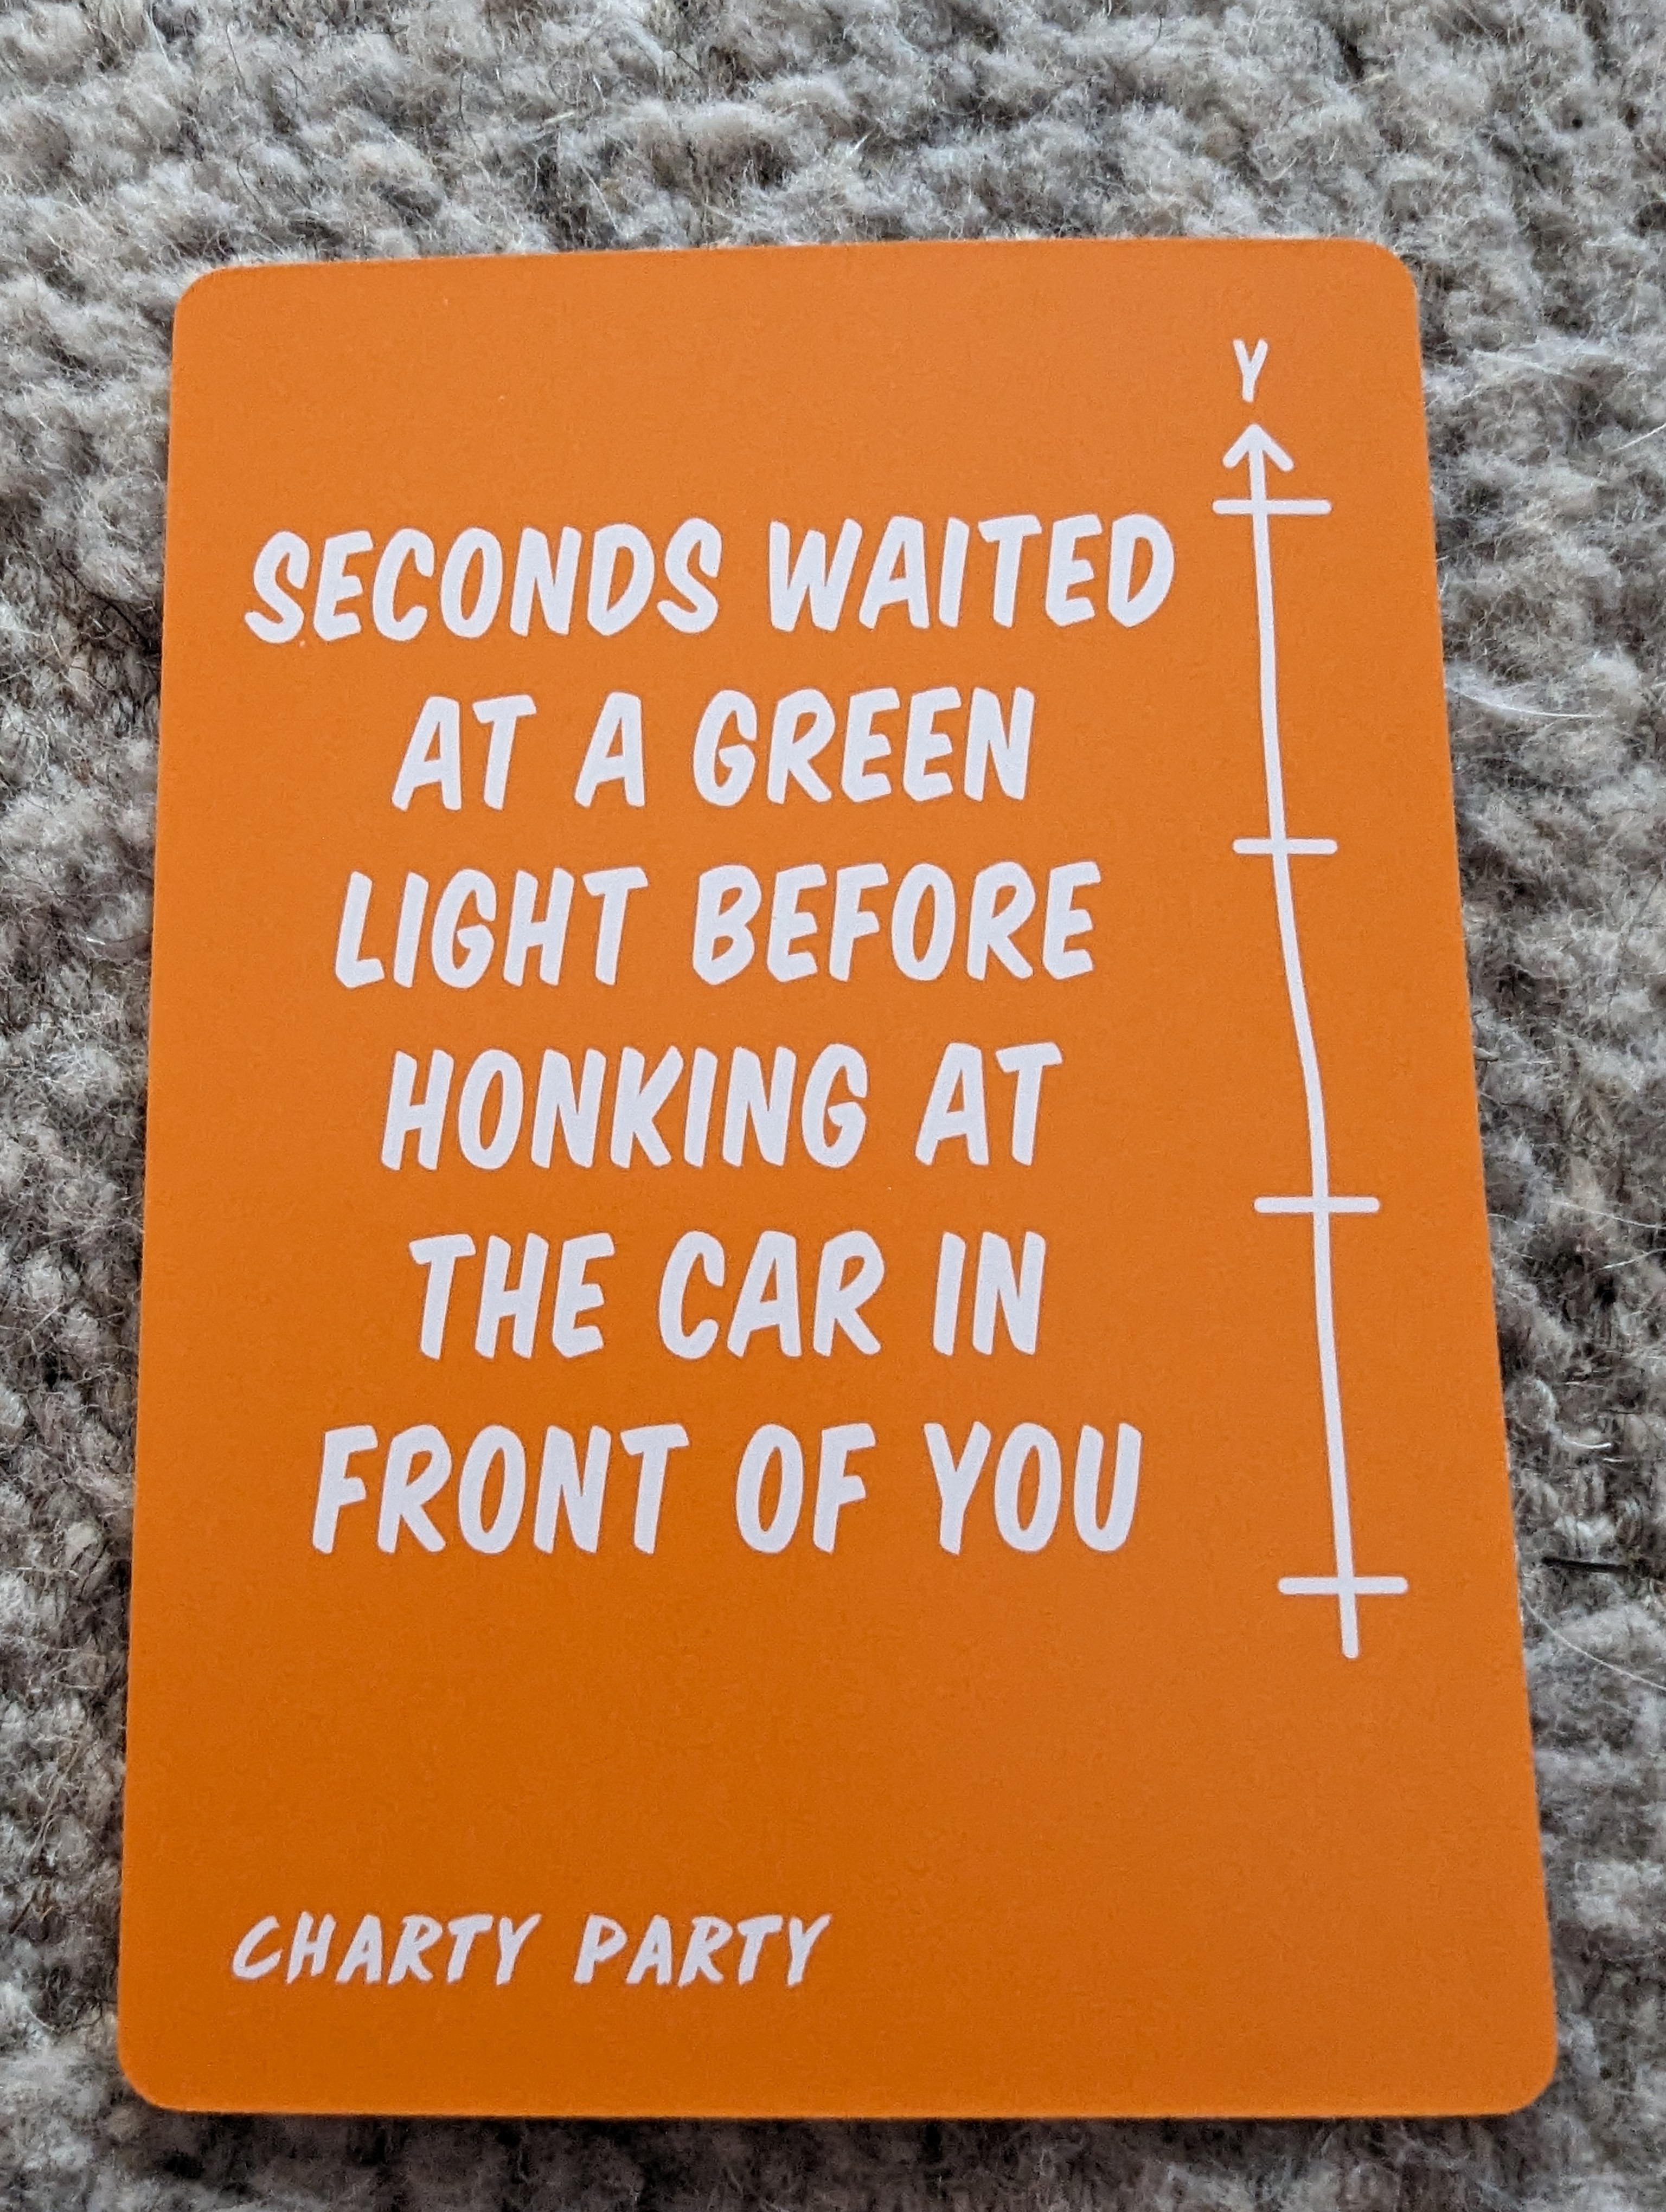 Y
SECONDS WAITED
AT A GREEN
LIGHT BEFORE
HONKING AT
THE CAR IN
FRONT OF YOU
CHARTY PARTY